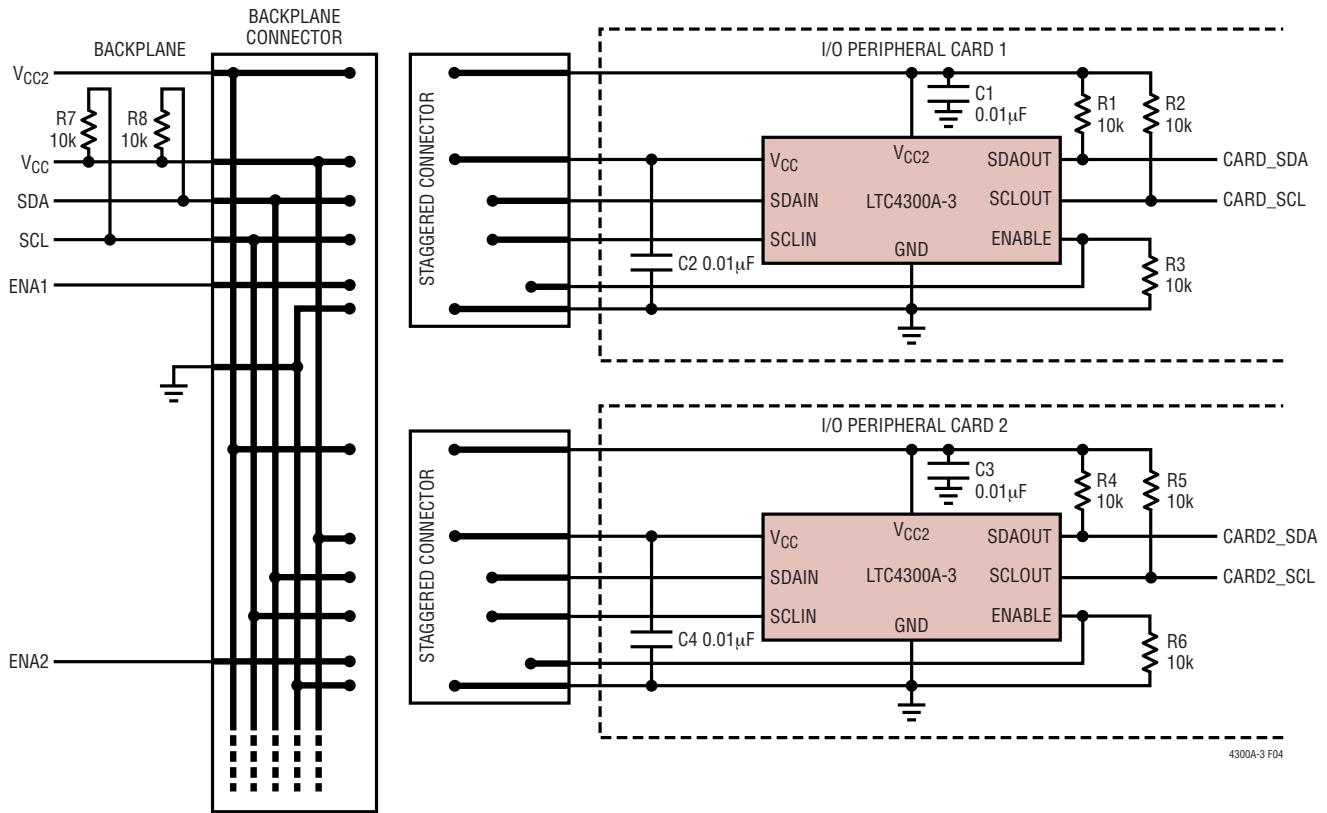 BACKPLANE
CONNECTOR
BACKPLANE
VCC2
R7
10k
R8
10k
VCC
SDA
SCL
ENA1
ENA2
STAGGERED CONNECTOR
I/O PERIPHERAL CARD 1
C1
0.01μF
R1
10k
R2
10k
VCC
VCC2
SDAOUT
CARD_SDA
SDAIN
LTC4300A-3
SCLOUT
CARD_SCL
SCLIN
GND
ENABLE
C2 0.01μF
R3
10k
STAGGERED CONNECTOR
I/O PERIPHERAL CARD 2
C3
0.01μF
R4
10k
R5
10k
VCC
VCC2
SDAOUT
CARD2_SDA
SDAIN
LTC4300A-3
SCLOUT
CARD2_SCL
SCLIN
GND
ENABLE
C4 0.01μF
R6
10k
4300A-3 F04